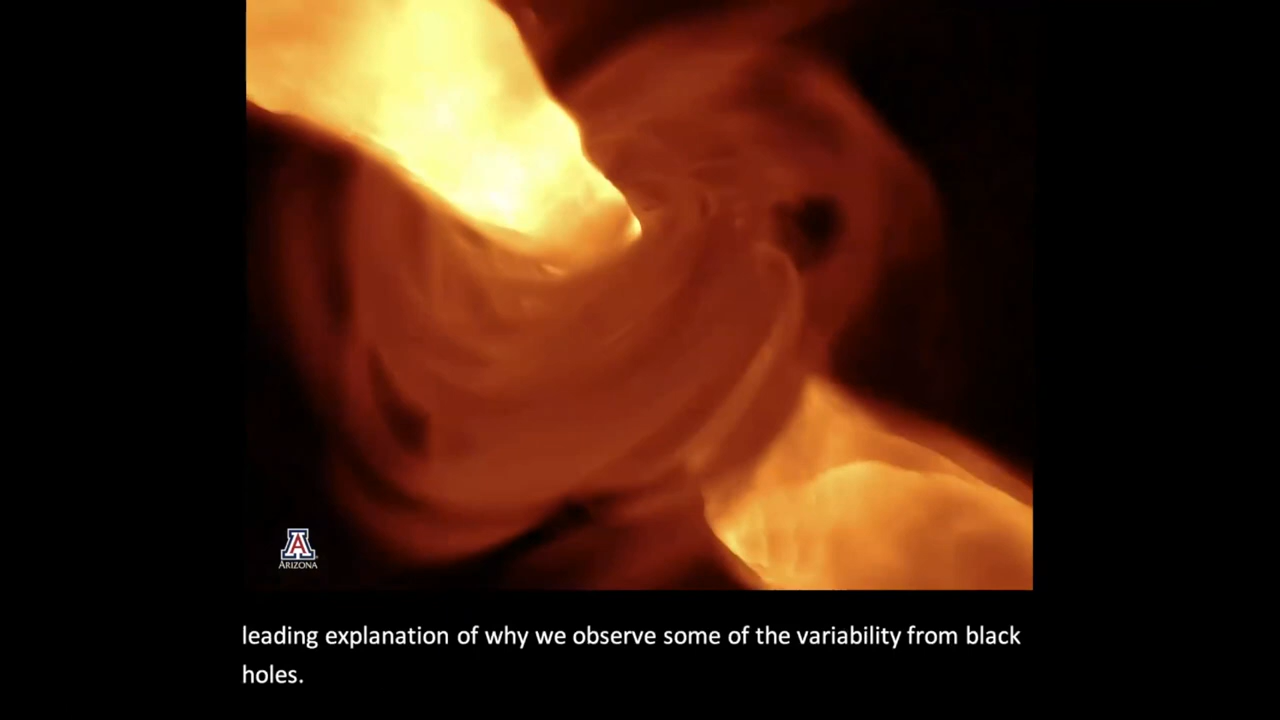 A
ARIZONA
leading explanation of why we observe some of the variability from black
holes.